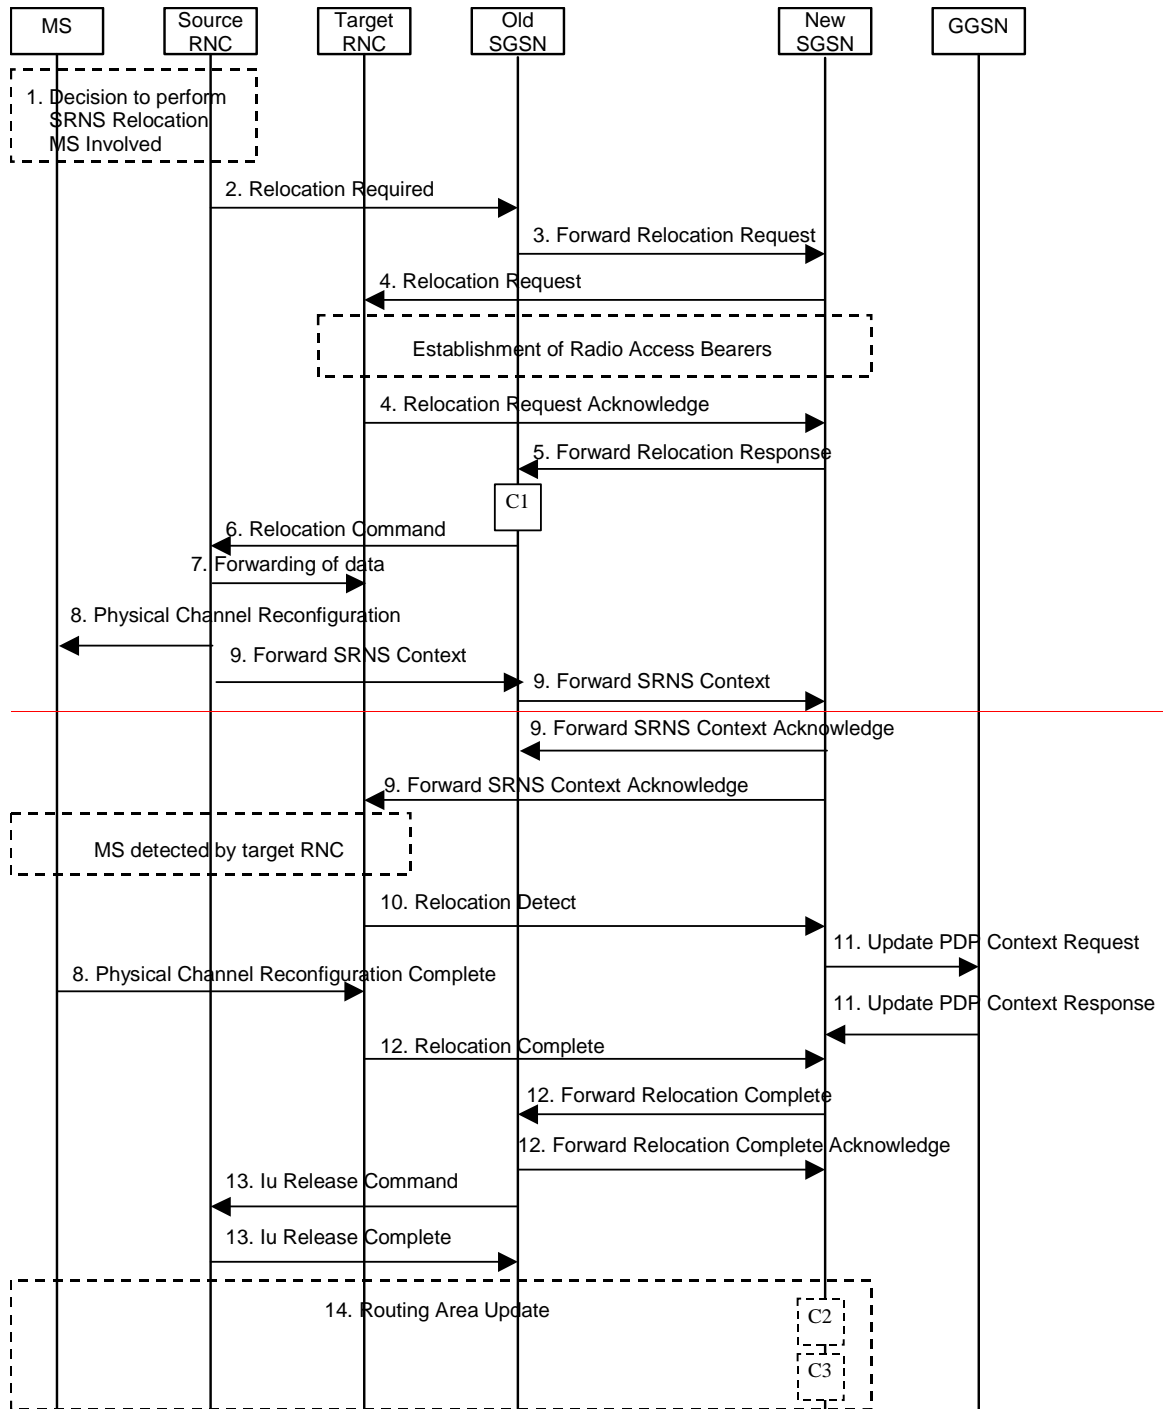 MS
Source
RNC
Target
RNC
Old
SGSN
New
SGSN
GGSN
1. Decision to perform
SRNS Relocation
MS Involved
2. Relocation Required
3. Forward Relocation Request
4. Relocation Request
Establishment of Radio Access Bearers
4. Relocation Request Acknowledge
5. Forward Relocation Response
C1
6. Relocation Command
7. Forwarding of data
8. Physical Channel Reconfiguration
9. Forward SRNS Context
9. Forward SRNS Context
9. Forward SRNS Context Acknowledge
9. Forward SRNS Context Acknowledge
MS detected by target RNC
10. Relocation Detect
11. Update PDP Context Request
8. Physical Channel Reconfiguration Complete
11. Update PDP Context Response
12. Relocation Complete
12. Forward Relocation Complete
12. Forward Relocation Complete Acknowledge
13. Iu Release Command
13. Iu Release Complete
14. Routing Area Update
C2
C3